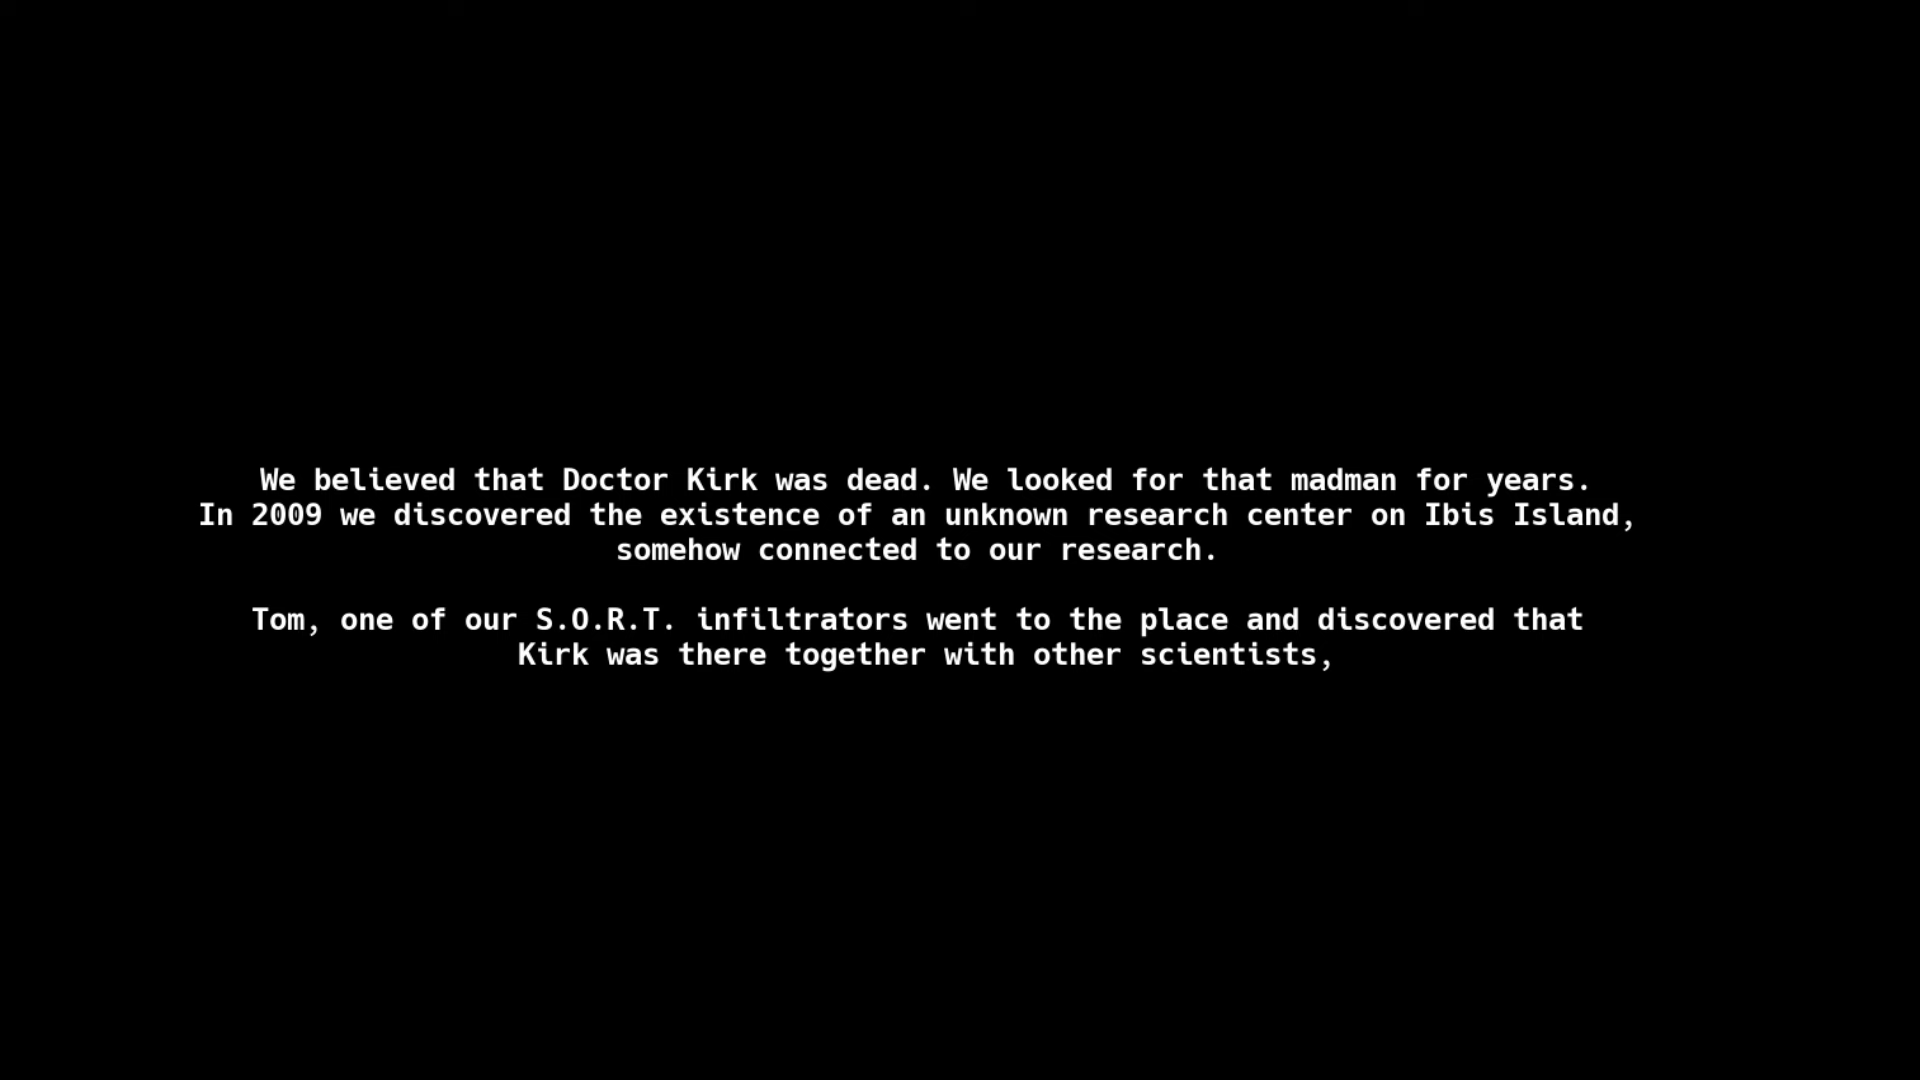 We believed that Doctor Kirk was dead. We looked for that madman for years.
In 2009 we discovered the existence of an unknown research center on Ibis Island,
somehow connected to our research.
Tom, one of our S.O.R.T. infiltrators went to the place and discovered that
Kirk was there together with other scientists,